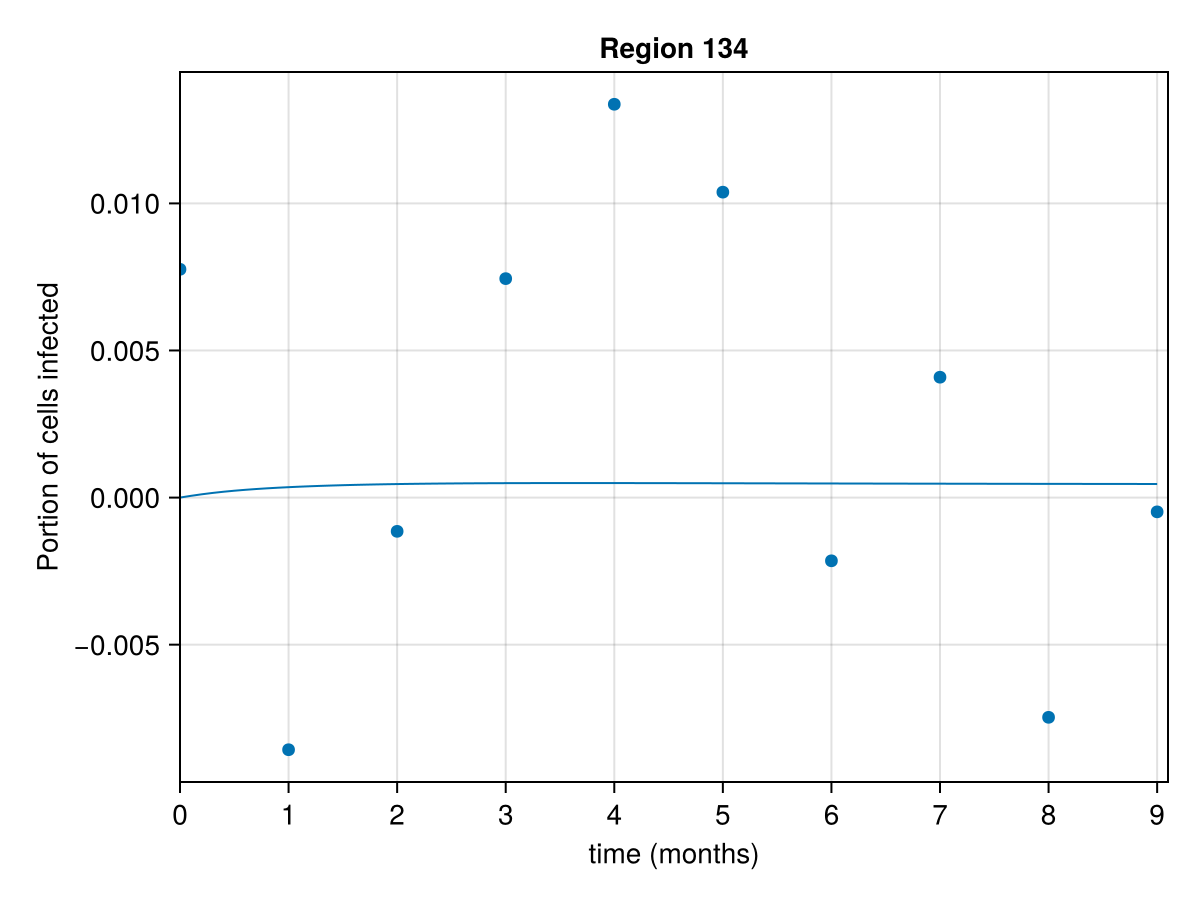 Region 134
Portion of cells infected
0.010
0.005
0.000
−0.005
0 1 2 3 4 5 6 7 8 9
time (months)